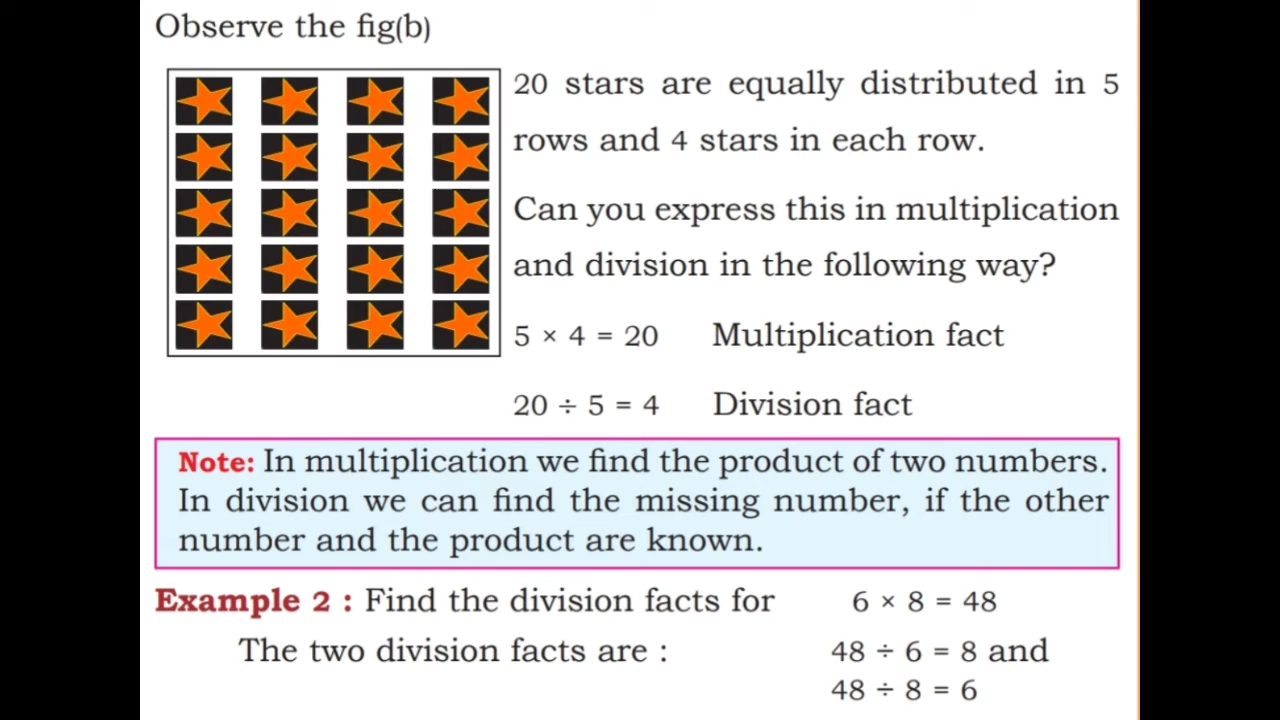 Observe the fig(b)
20 stars are equally distributed in 5
rows and 4 stars in each row.
Can you express this in multiplication
and division in the following way?
5 × 4 = 20 Multiplication fact
20 ÷ 5 = 4 Division fact
Note: In multiplication we find the product of two numbers.
In division we can find the missing number, if the other
number and the product are known.
Example 2 : Find the division facts for 6 × 8 = 48
The two division facts are : 48 ÷ 6 = 8 and
48 ÷ 8 = 6